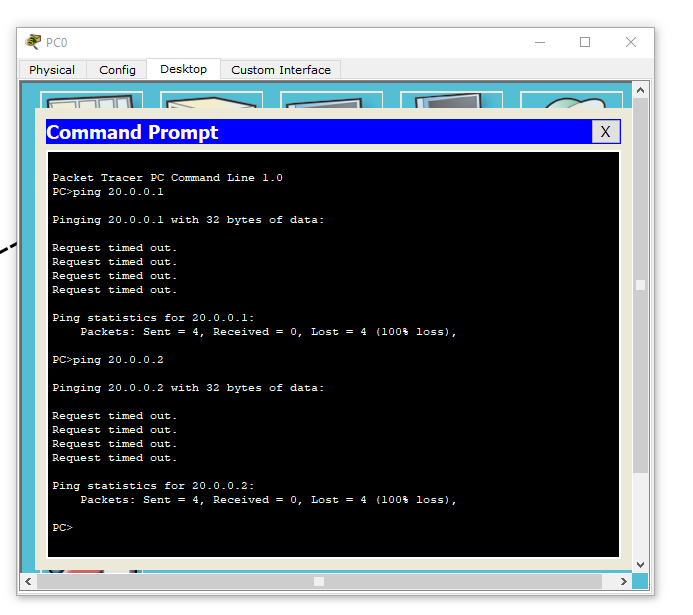 PC0
Physical Config Desktop Custom Interface
Command Prompt X
Packet Tracer PC Command Line 1.0
PC>ping 20.0.0.1
Pinging 20.0.0.1 with 32 bytes of data:
Request timed out.
Request timed out.
Request timed out.
Request timed out.
Ping statistics for 20.0.0.1:
Packets: Sent = 4, Received = 0, Lost = 4 (100% loss),
PC>ping 20.0.0.2
Pinging 20.0.0.2 with 32 bytes of data:
Request timed out.
Request timed out.
Request timed out.
Request timed out.
Ping statistics for 20.0.0.2:
Packets: Sent = 4, Received = 0, Lost = 4 (100% loss),
PC>